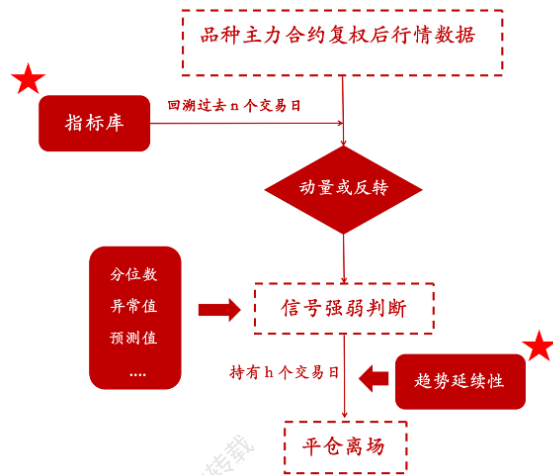 品种主力合约复权后行情数据
指标库
回溯过去n个交易日
动量或反转
分位数
异常值
预测值
....
信号强弱判断
持有h个交易日
趋势延续性
平仓离场
转载